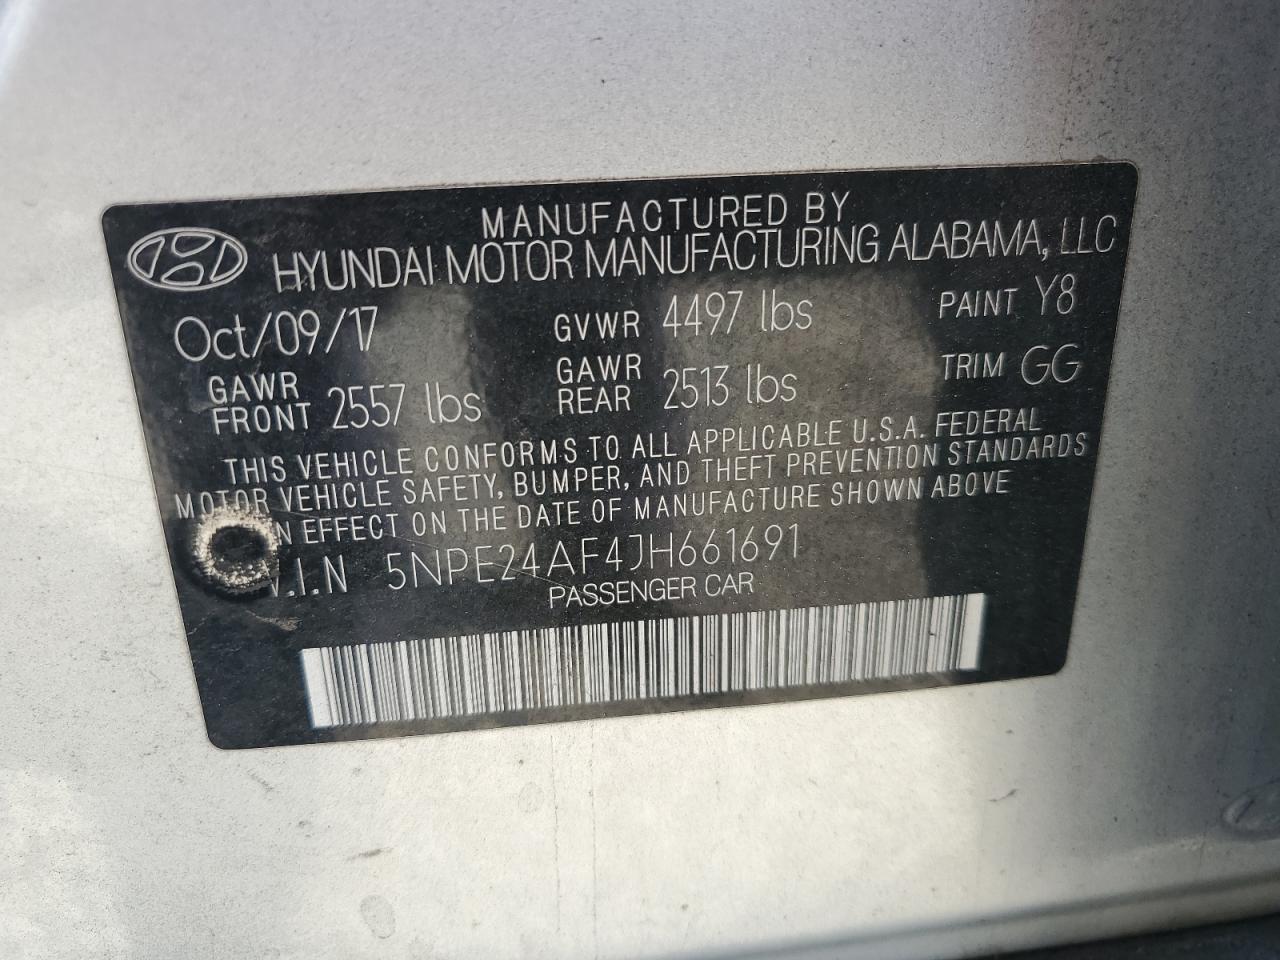 MANUFACTURED BY
HYUNDAI MOTOR MANUFACTURING ALABAMA, LLC
Oct/09/17 GVWR 4497 lbs PAINT Y8
GAWR FRONT 2557 lbs GAWR REAR 2513 lbs TRIM GG
THIS VEHICLE CONFORMS TO ALL APPLICABLE U.S.A. FEDERAL
MOTOR VEHICLE SAFETY, BUMPER, AND THEFT PREVENTION STANDARDS
N EFFECT ON THE DATE OF MANUFACTURE SHOWN ABOVE
V.I.N 5NPE24AF4JH661691
PASSENGER CAR